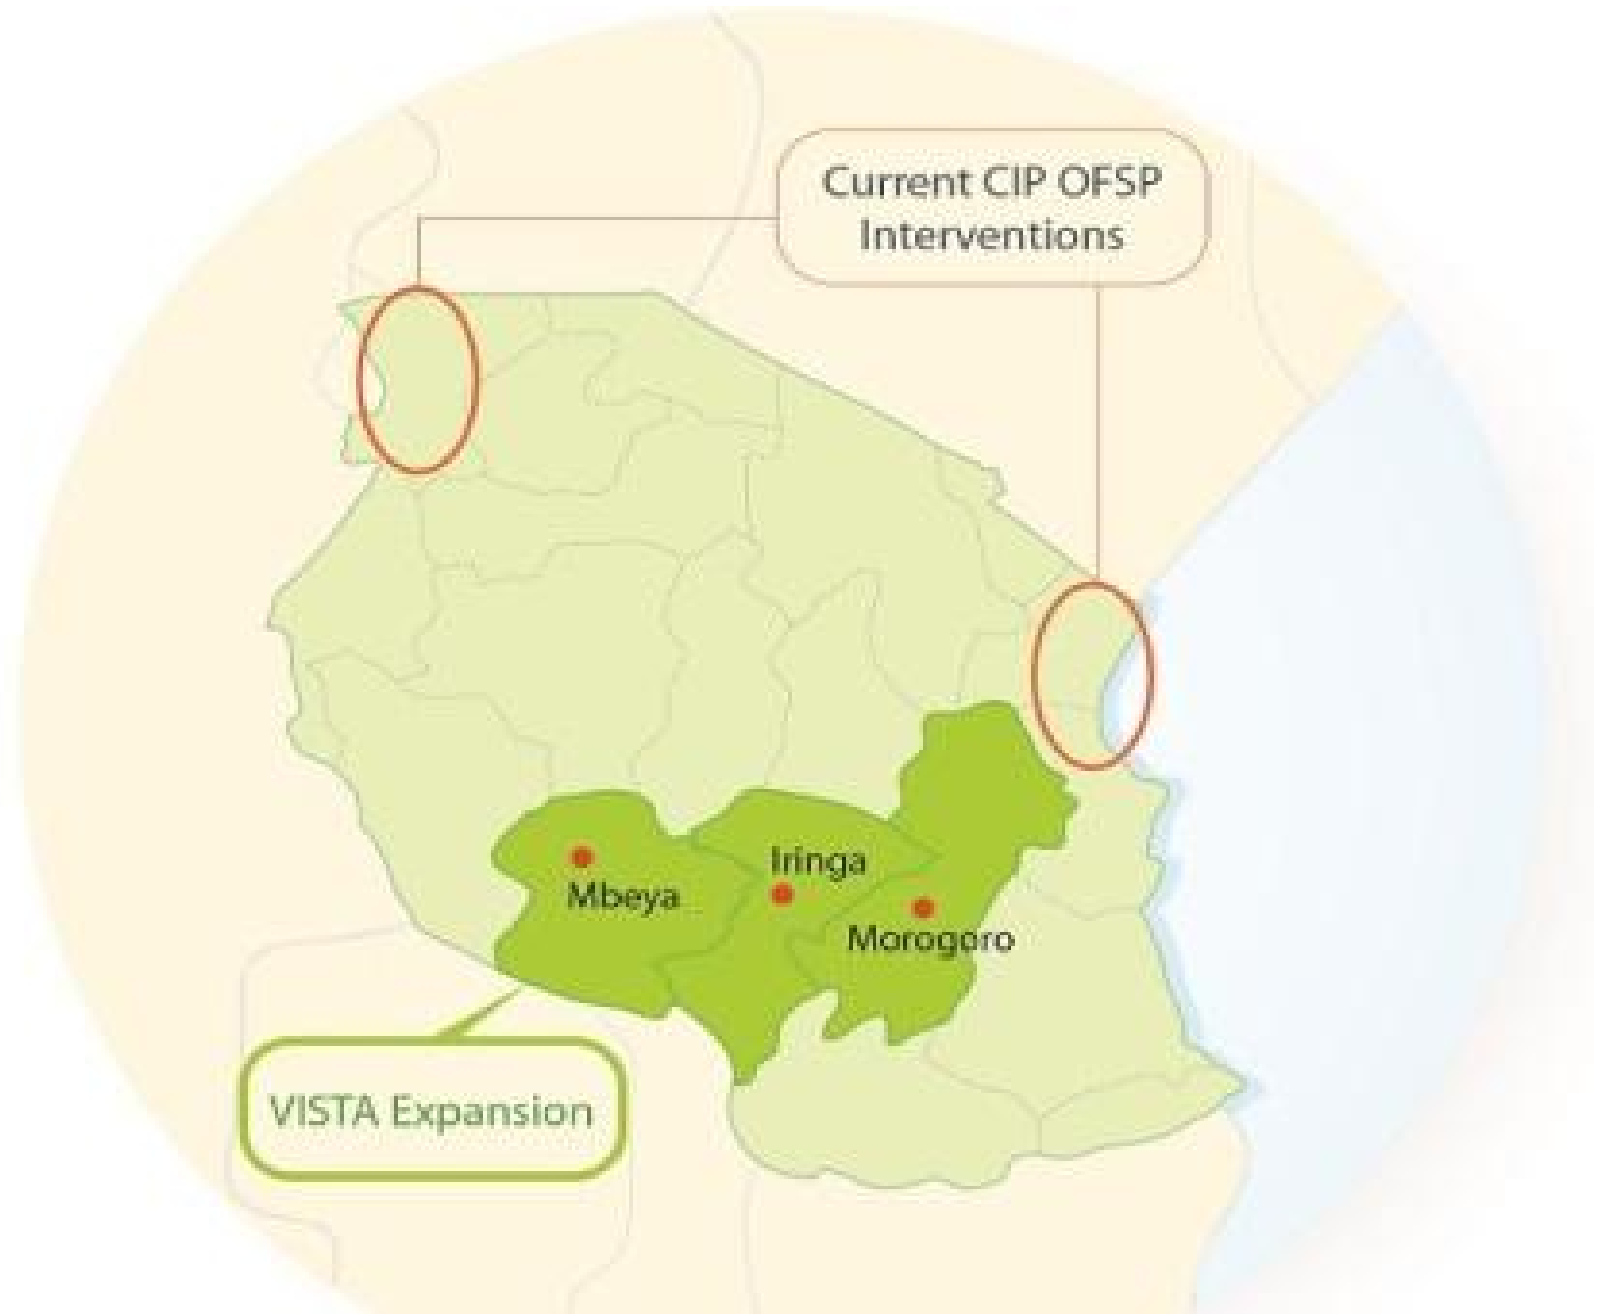 Current CIP OFSP
Interventions
Iringa
Mbeya
Morogoro
VISTA Expansion